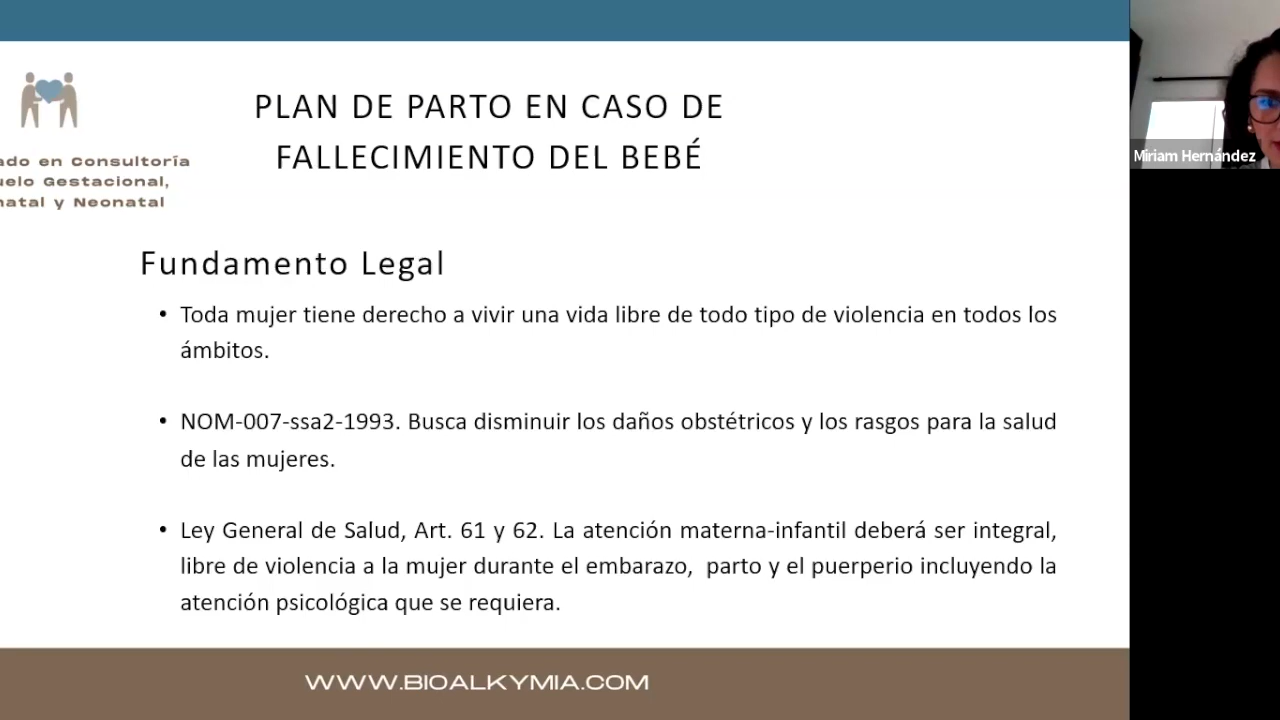 PLAN DE PARTO EN CASO DE
FALLECIMIENTO DEL BEBÉ
ado en Consultoría
uelo Gestacional,
natal y Neonatal
Miriam Hernández
Fundamento Legal
• Toda mujer tiene derecho a vivir una vida libre de todo tipo de violencia en todos los
ámbitos.
• NOM-007-ssa2-1993. Busca disminuir los daños obstétricos y los rasgos para la salud
de las mujeres.
• Ley General de Salud, Art. 61 y 62. La atención materna-infantil deberá ser integral,
libre de violencia a la mujer durante el embarazo, parto y el puerperio incluyendo la
atención psicológica que se requiera.
WWW.BIOALKYMIA.COM